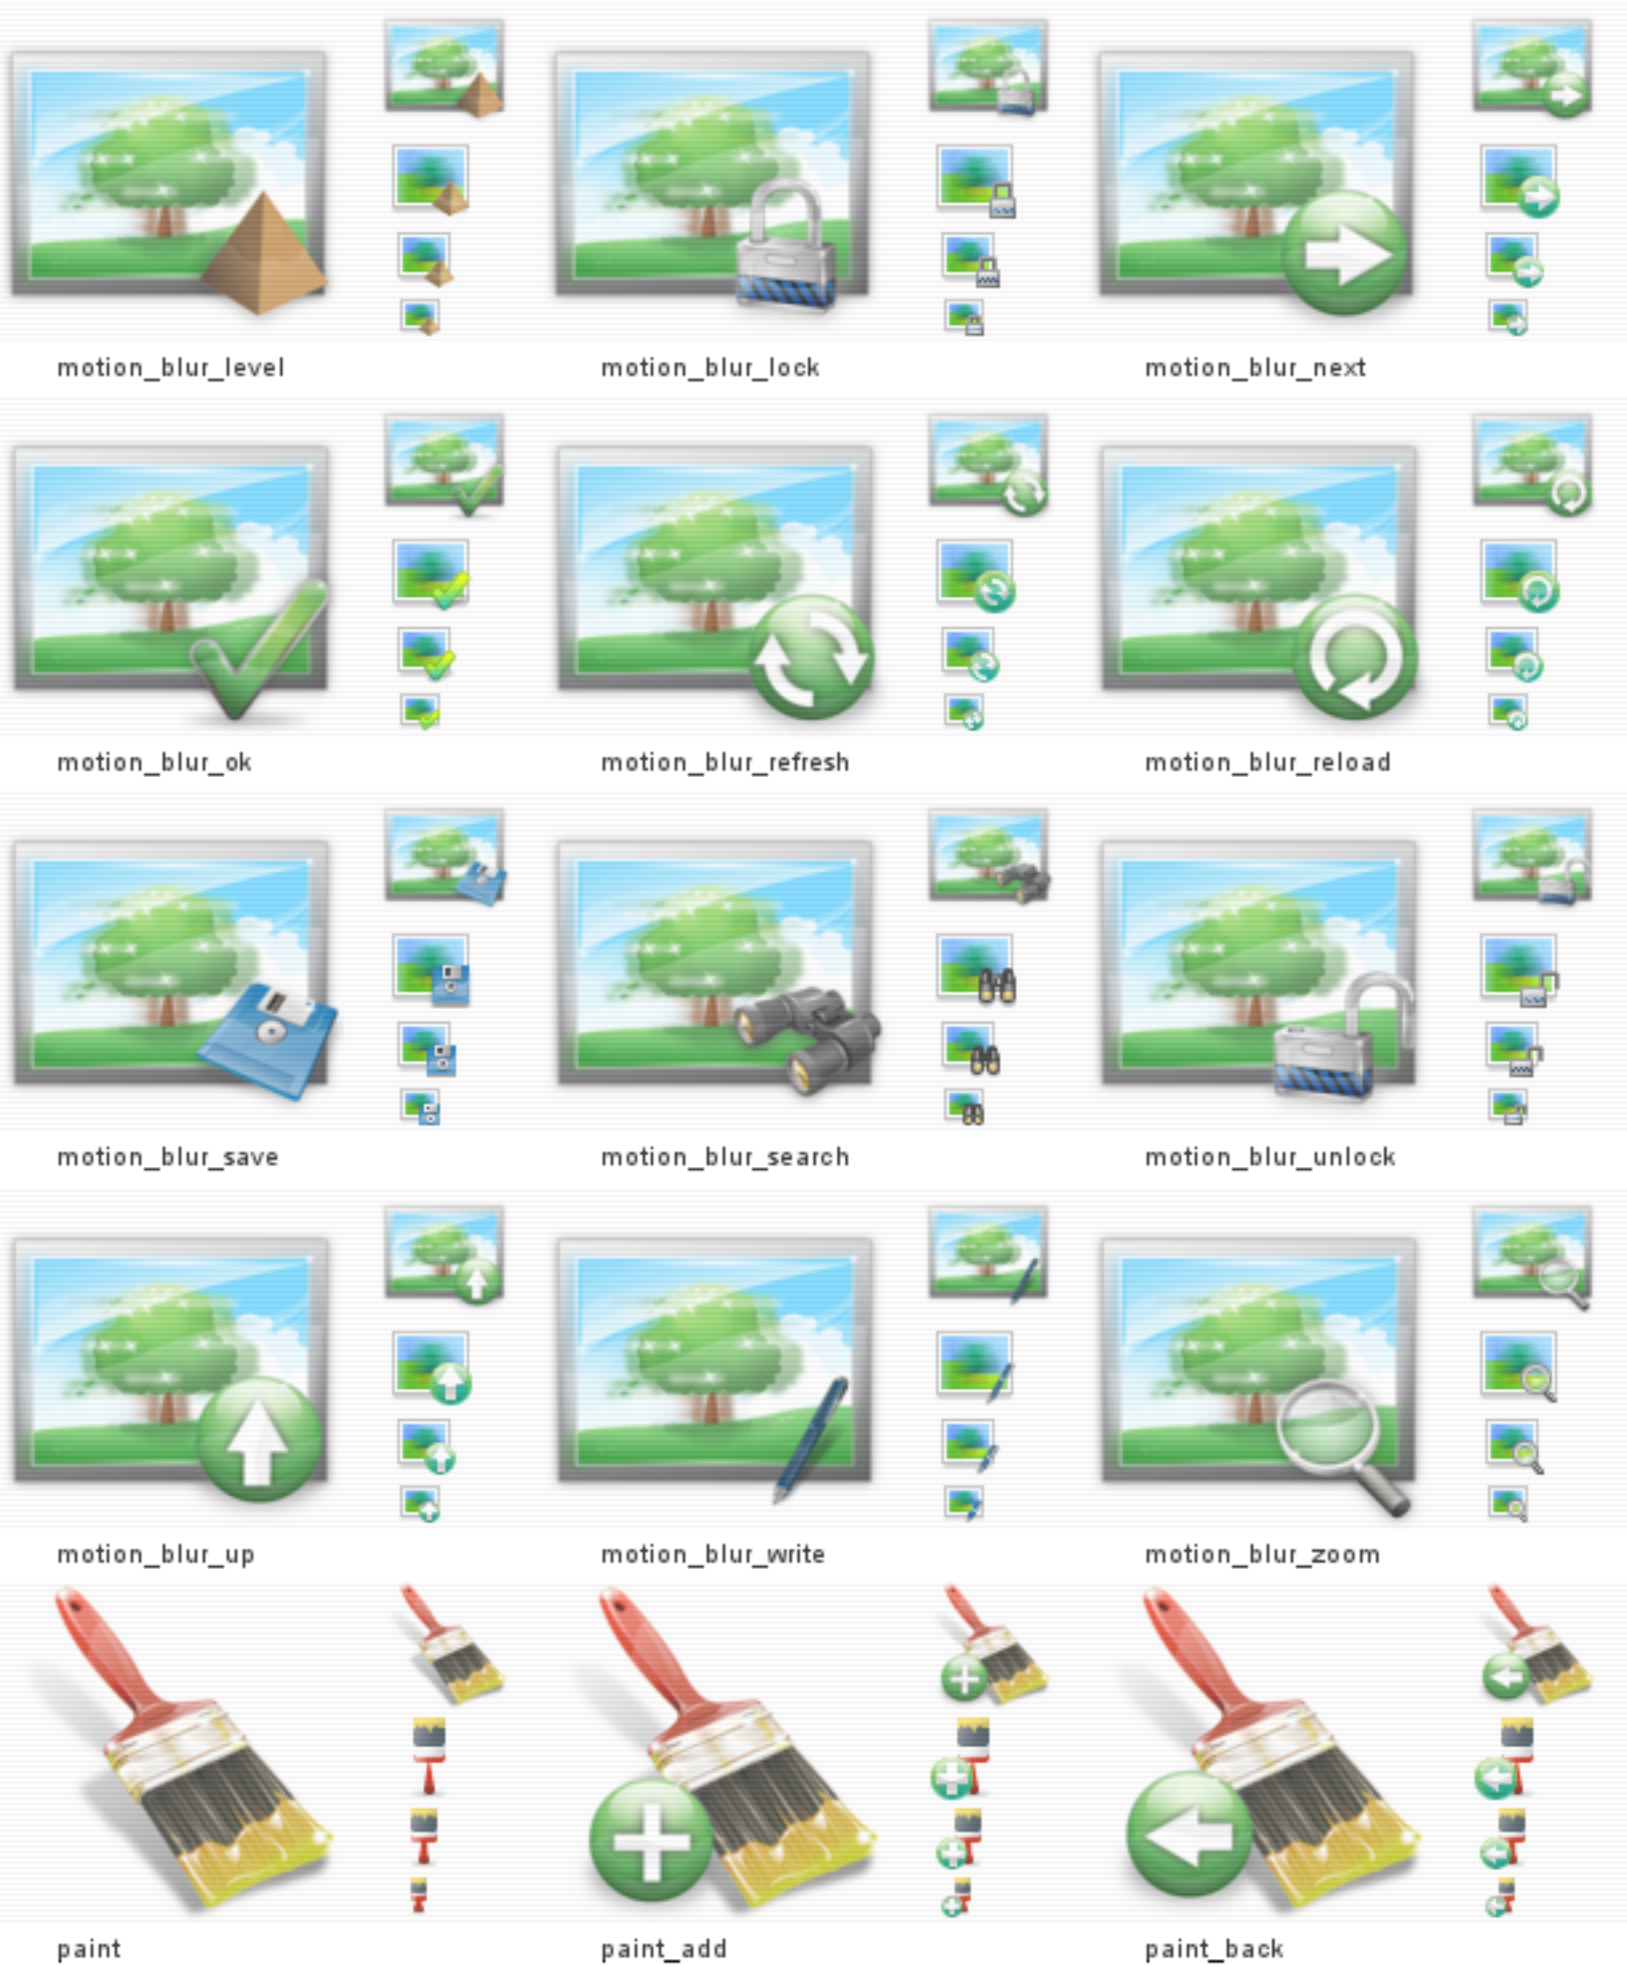 motion_blur_level
motion_blur_lock
motion_blur_next
motion_blur_ok
motion_blur_refresh
motion_blur_reload
motion_blur_save
motion_blur_search
motion_blur_unlock
motion_blur_up
motion_blur_write
motion_blur_zoom
paint
paint_add
paint_back